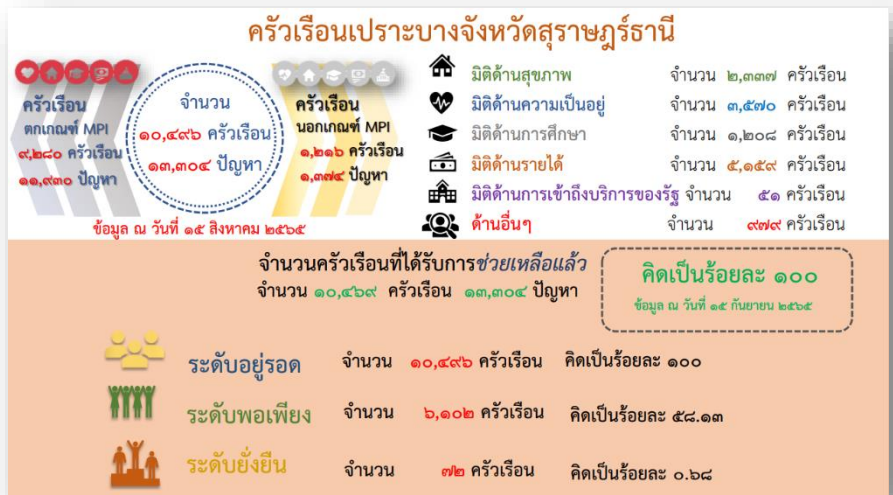 ครัวเรือนเปราะบางจังหวัดสุราษฎร์ธานี
ครัวเรือน
ตกเกณฑ์ MPI
๙,๒๘๐ ครัวเรือน
๑๑,๙๓๐ ปัญหา
จำนวน
๑๐,๔๙๖ ครัวเรือน
๑๓,๓๐๔ ปัญหา
ครัวเรือน
นอกเกณฑ์ MPI
๑,๒๑๖ ครัวเรือน
๑,๓๗๔ ปัญหา
ข้อมูล ณ วันที่ ๑๕ สิงหาคม ๒๕๖๕
มิติด้านสุขภาพ จำนวน ๒,๓๓๗ ครัวเรือน
มิติด้านความเป็นอยู่ จำนวน ๓,๕๗๐ ครัวเรือน
มิติด้านการศึกษา จำนวน ๑,๒๐๘ ครัวเรือน
มิติด้านรายได้ จำนวน ๕,๑๕๙ ครัวเรือน
มิติด้านการเข้าถึงบริการของรัฐ จำนวน ๕๑ ครัวเรือน
ด้านอื่นๆ จำนวน ๙๗๙ ครัวเรือน
จำนวนครัวเรือนที่ได้รับการช่วยเหลือแล้ว
จำนวน ๑๐,๔๖๙ ครัวเรือน ๑๓,๓๐๔ ปัญหา
คิดเป็นร้อยละ ๑๐๐
ข้อมูล ณ วันที่ ๑๕ กันยายน ๒๕๖๕
ระดับอยู่รอด จำนวน ๑๐,๔๙๖ ครัวเรือน คิดเป็นร้อยละ ๑๐๐
ระดับพอเพียง จำนวน ๖,๑๐๒ ครัวเรือน คิดเป็นร้อยละ ๕๘.๑๓
ระดับยั่งยืน จำนวน ๗๒ ครัวเรือน คิดเป็นร้อยละ ๐.๖๘